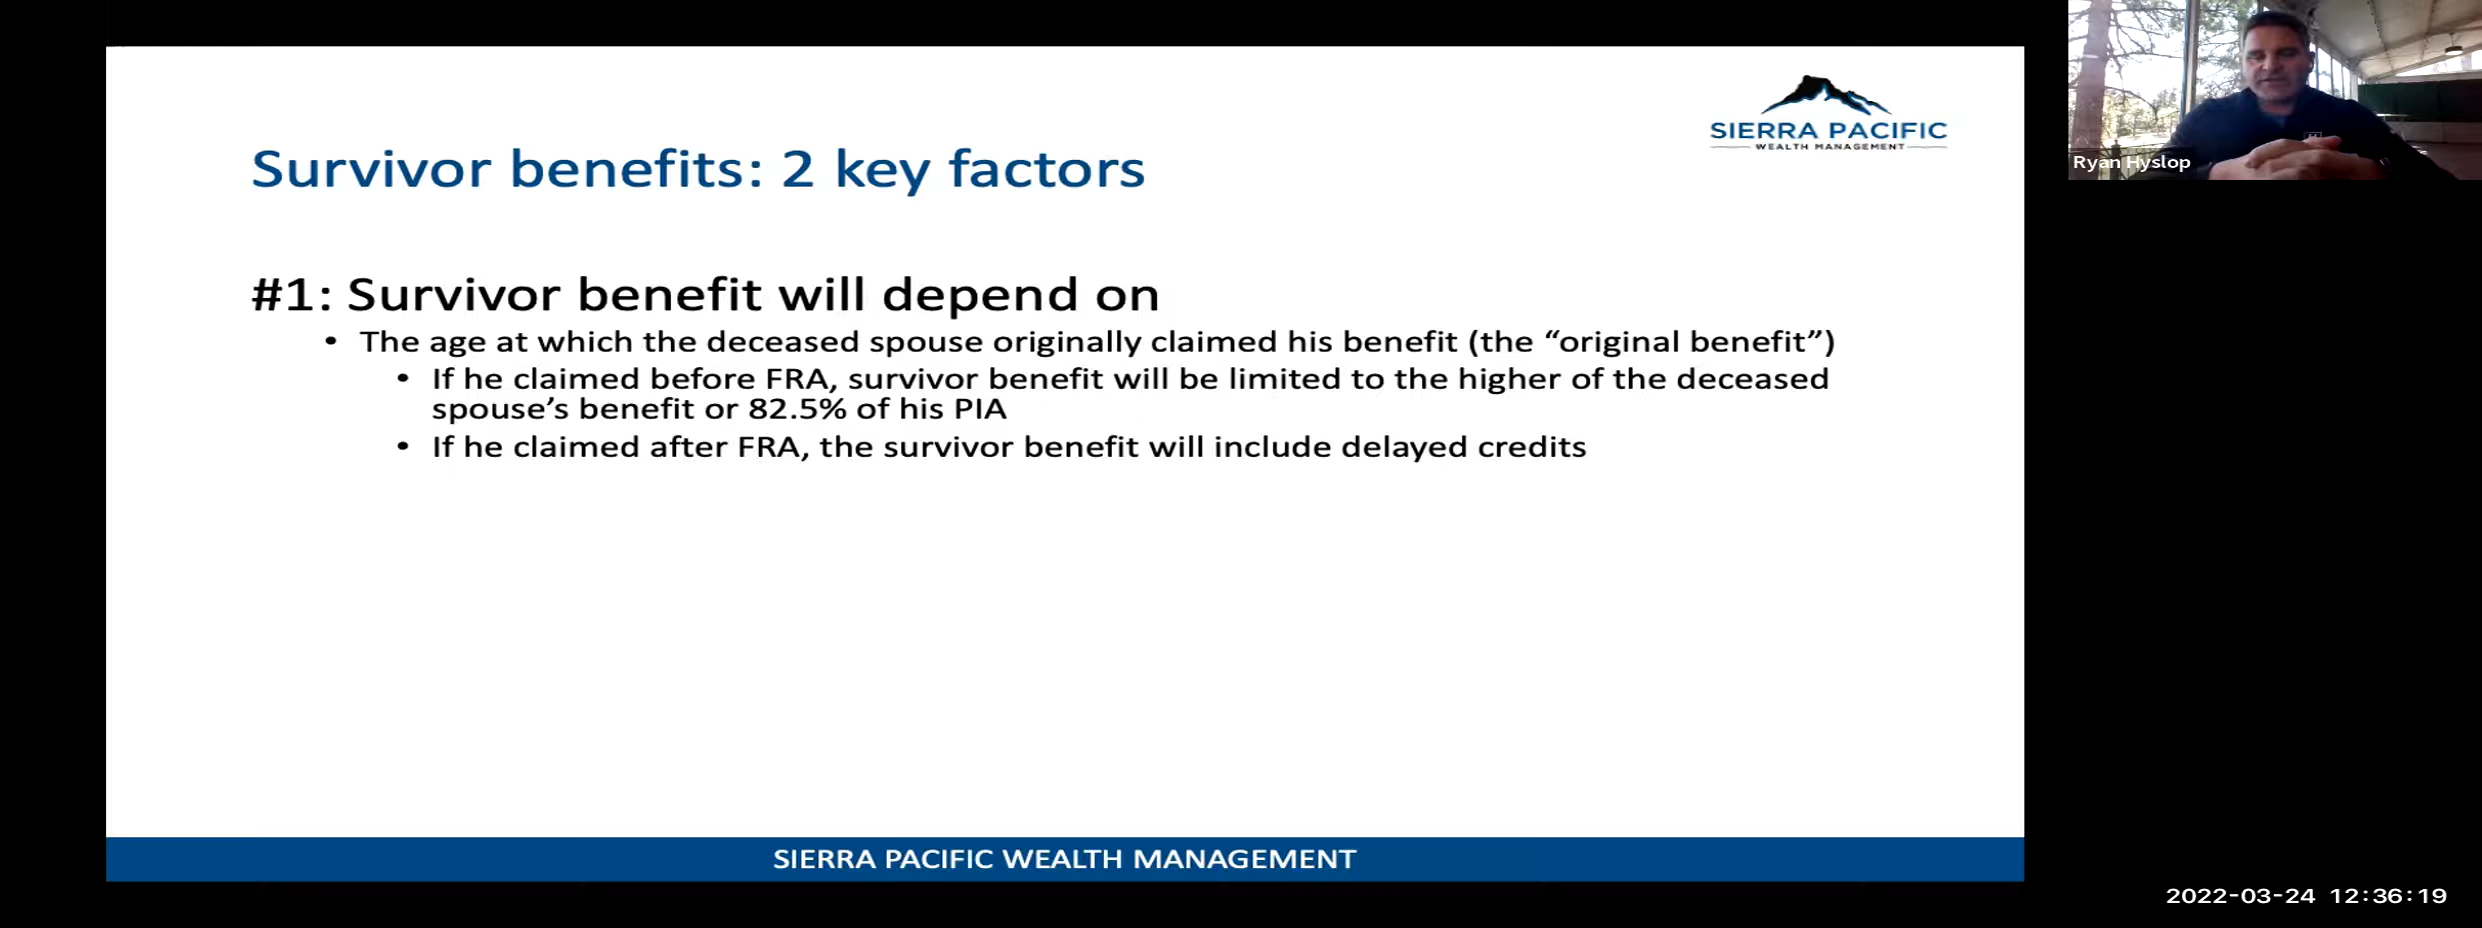 SIERRA PACIFIC
WEALTH MANAGEMENT
Ryan Hyslop
Survivor benefits: 2 key factors
#1: Survivor benefit will depend on
• The age at which the deceased spouse originally claimed his benefit (the “original benefit”)
• If he claimed before FRA, survivor benefit will be limited to the higher of the deceased
spouse’s benefit or 82.5% of his PIA
• If he claimed after FRA, the survivor benefit will include delayed credits
SIERRA PACIFIC WEALTH MANAGEMENT
2022-03-24 12:36:19